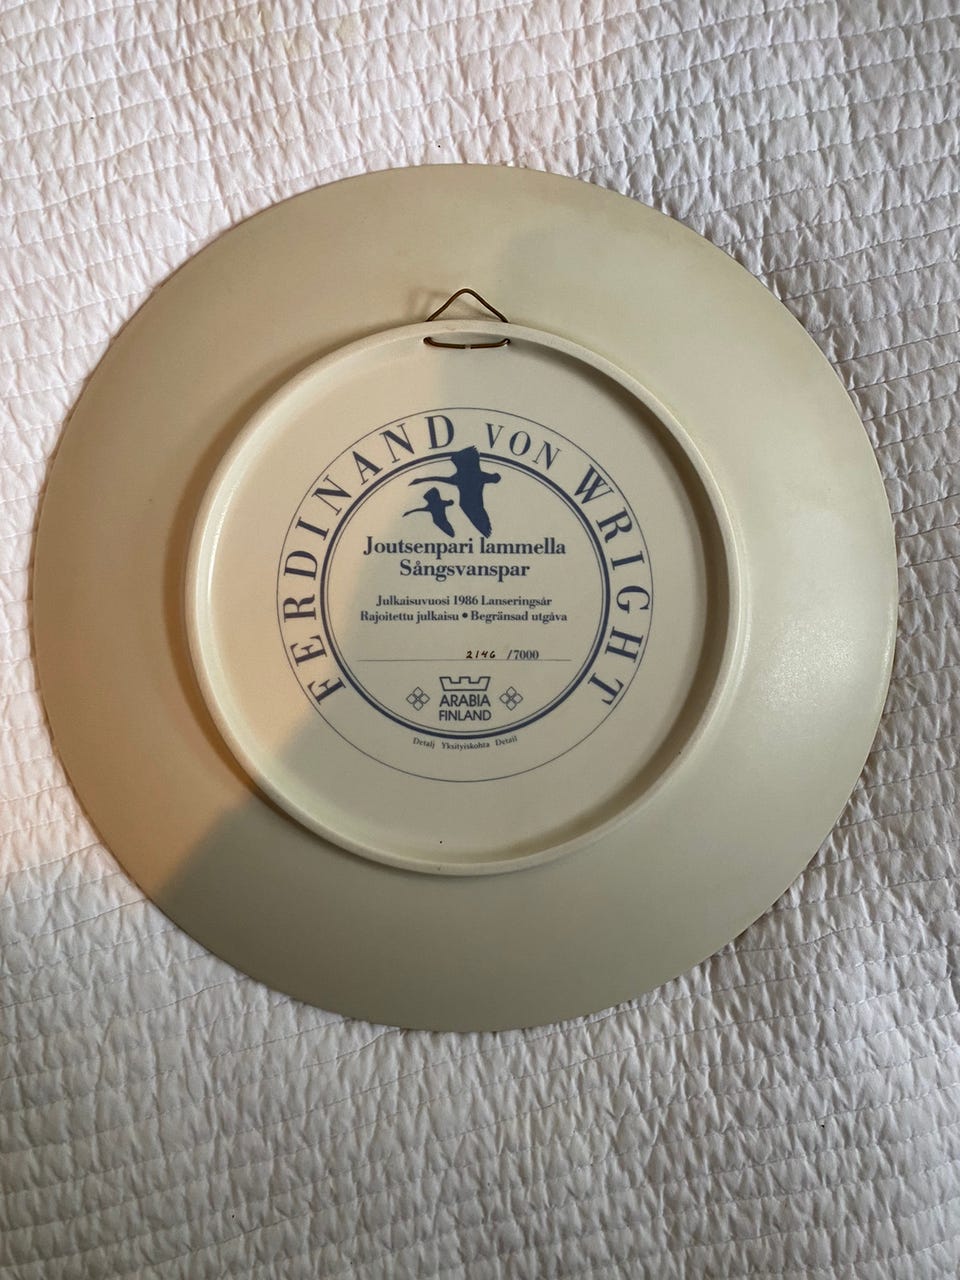 FERDINAND VON WRIGHT
Joutsenpari lammella
Sångsvanspar
Julkaisuvuosi 1986 Lanseringsår
Rajoitettu julkaisu • Begränsad utgåva
2146 /7000
ARABIA
FINLAND
Detalj Yksityiskohta Detail